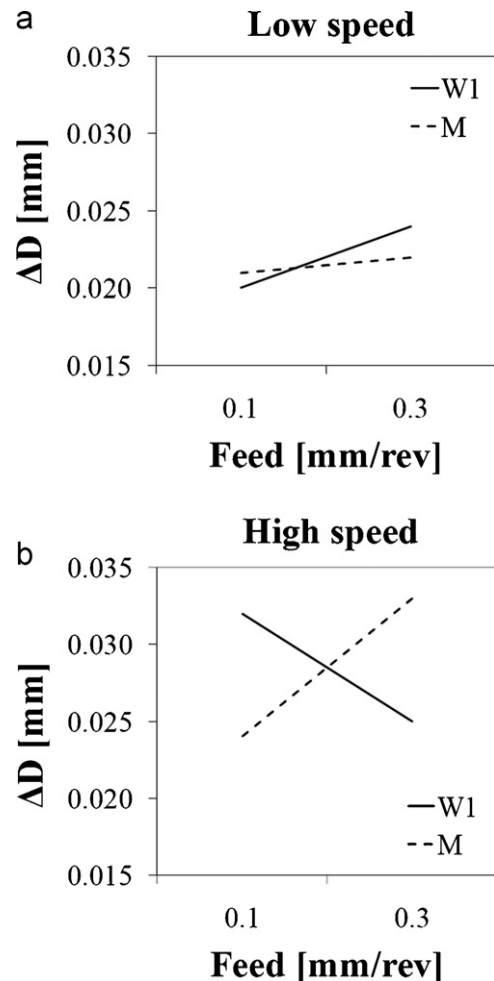 a
Low speed
0.035
W1
M
0.030
0.025
0.020
0.015
ΔD [mm]
0.1 0.3
Feed [mm/rev]
b
High speed
0.035
0.030
0.025
0.020
0.015
ΔD [mm]
W1
M
0.1 0.3
Feed [mm/rev]